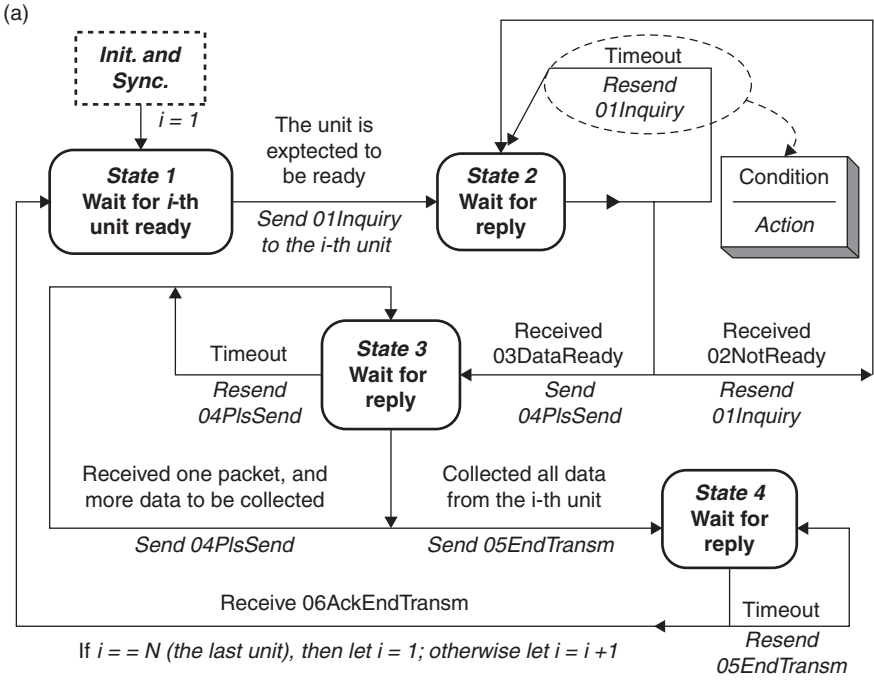 (a)
Init. and
Sync.
i = 1
State 1
Wait for i-th
unit ready
The unit is
exptected to
be ready
Send 01Inquiry
to the i-th unit
State 2
Wait for
reply
Timeout
Resend
01Inquiry
Condition
Action
Timeout
Resend
04PlsSend
State 3
Wait for
reply
Received
03DataReady
Send
04PlsSend
Received
02NotReady
Resend
01Inquiry
Received one packet, and
more data to be collected
Send 04PlsSend
Collected all data
from the i-th unit
Send 05EndTransm
State 4
Wait for
reply
Receive 06AckEndTransm
If i = = N (the last unit), then let i = 1; otherwise let i = i +1
Timeout
Resend
05EndTransm